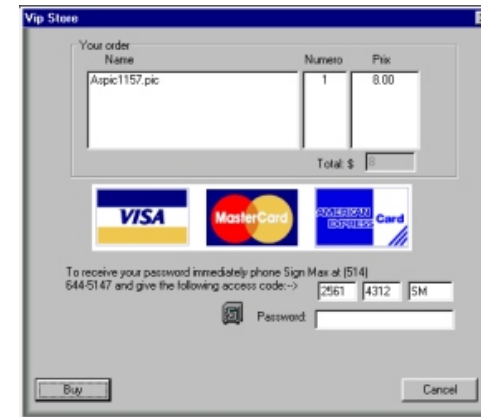 Vip Store
Your order
Name Numero Prix
Aspic1157.pic 1 8.00
Total: $ 8
VISA MasterCard AMERICAN EXPRESS Card
To receive your password immediately phone Sign Max at (514)
644-5147 and give the following access code:--> 2561 4312 SM
Password:
Buy Cancel